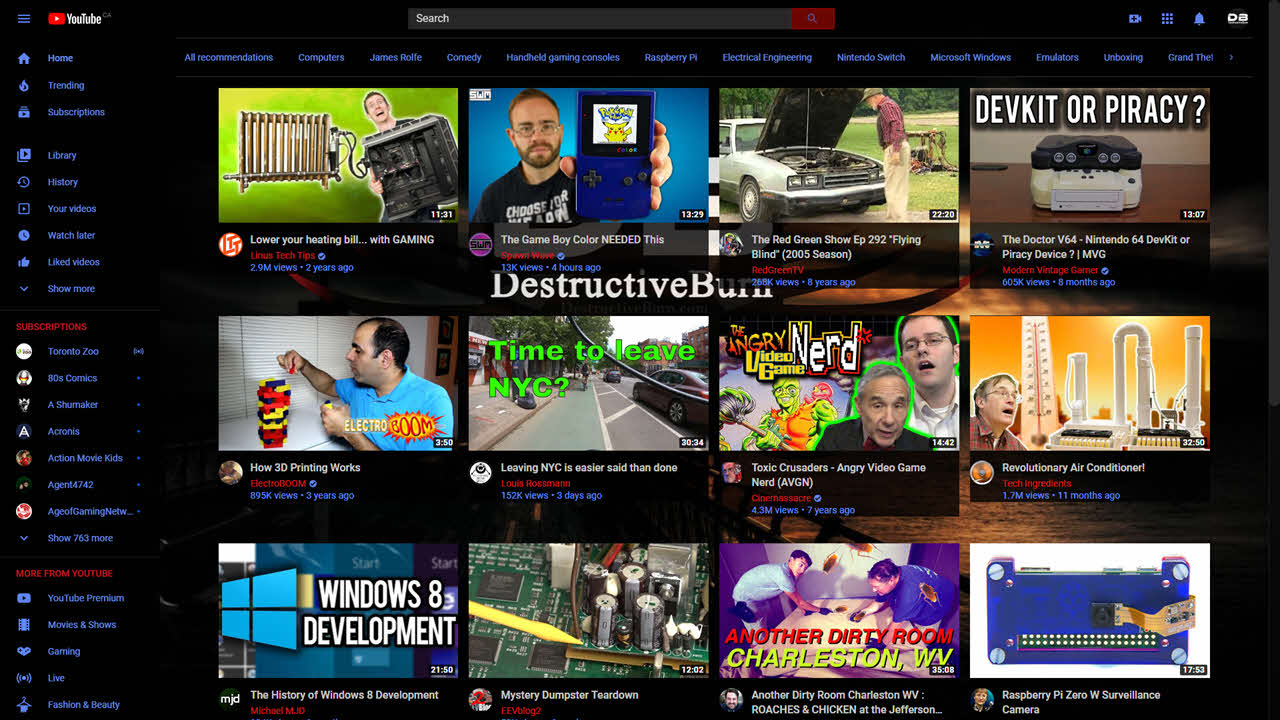 YouTube CA
Search
Home
Trending
Subscriptions
Library
History
Your videos
Watch later
Liked videos
Show more
SUBSCRIPTIONS
Toronto Zoo
80s Comics
A Shumaker
Acronis
Action Movie Kids
Agent4742
AgeofGamingNetw...
Show 763 more
MORE FROM YOUTUBE
YouTube Premium
Movies & Shows
Gaming
Live
Fashion & Beauty
All recommendations Computers James Rolfe Comedy Handheld gaming consoles Raspberry Pi Electrical Engineering Nintendo Switch Microsoft Windows Emulators Unboxing Grand The
11:31
Lower your heating bill... with GAMING
Linus Tech Tips
2.9M views • 2 years ago
SWM
POKéMON
COLOR
CHOOSE FOR
13:29
The Game Boy Color NEEDED This
Spawn Wave
13K views • 4 hours ago
22:20
The Red Green Show Ep 292 "Flying
Blind" (2005 Season)
RedGreenTV
268K views • 8 years ago
DEVKIT OR PIRACY?
13:07
The Doctor V64 - Nintendo 64 DevKit or
Piracy Device ? | MVG
Modern Vintage Gamer
605K views • 8 months ago
DestructiveBurn
DestructiveBurn.com
ELECTROBOOM
3:50
How 3D Printing Works
ElectroBOOM
895K views • 3 years ago
Time to leave
NYC?
30:34
Leaving NYC is easier said than done
Louis Rossmann
152K views • 3 days ago
THE
ANGRY
Video
Game
Nerd
14:42
Toxic Crusaders - Angry Video Game
Nerd (AVGN)
Cinemassacre
4.3M views • 7 years ago
32:50
Revolutionary Air Conditioner!
Tech Ingredients
1.7M views • 11 months ago
Start
Start
WINDOWS 8
DEVELOPMENT
21:50
mjd
The History of Windows 8 Development
Michael MJD
12:02
Mystery Dumpster Teardown
EEVblog2
ANOTHER DIRTY ROOM
CHARLESTON, WV
35:08
Another Dirty Room Charleston WV :
ROACHES & CHICKEN at the Jefferson...
17:53
Raspberry Pi Zero W Surveillance
Camera